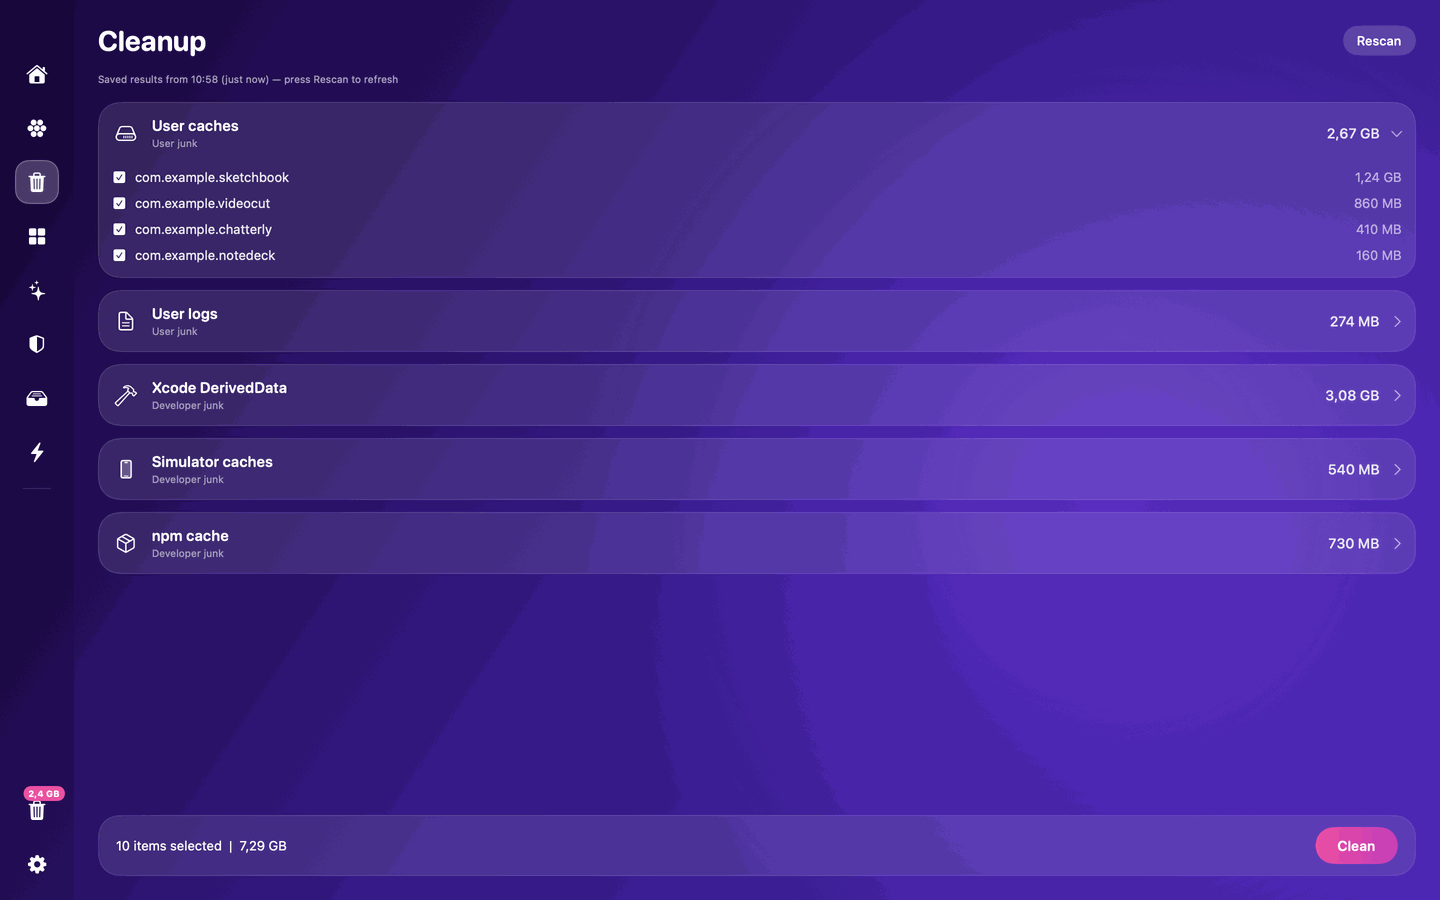 Cleanup
Rescan
Saved results from 10:58 (just now) — press Rescan to refresh
User caches
User junk
2,67 GB
com.example.sketchbook 1,24 GB
com.example.videocut 860 MB
com.example.chatterly 410 MB
com.example.notedeck 160 MB
User logs
User junk
274 MB
Xcode DerivedData
Developer junk
3,08 GB
Simulator caches
Developer junk
540 MB
npm cache
Developer junk
730 MB
2,4 GB
10 items selected | 7,29 GB
Clean